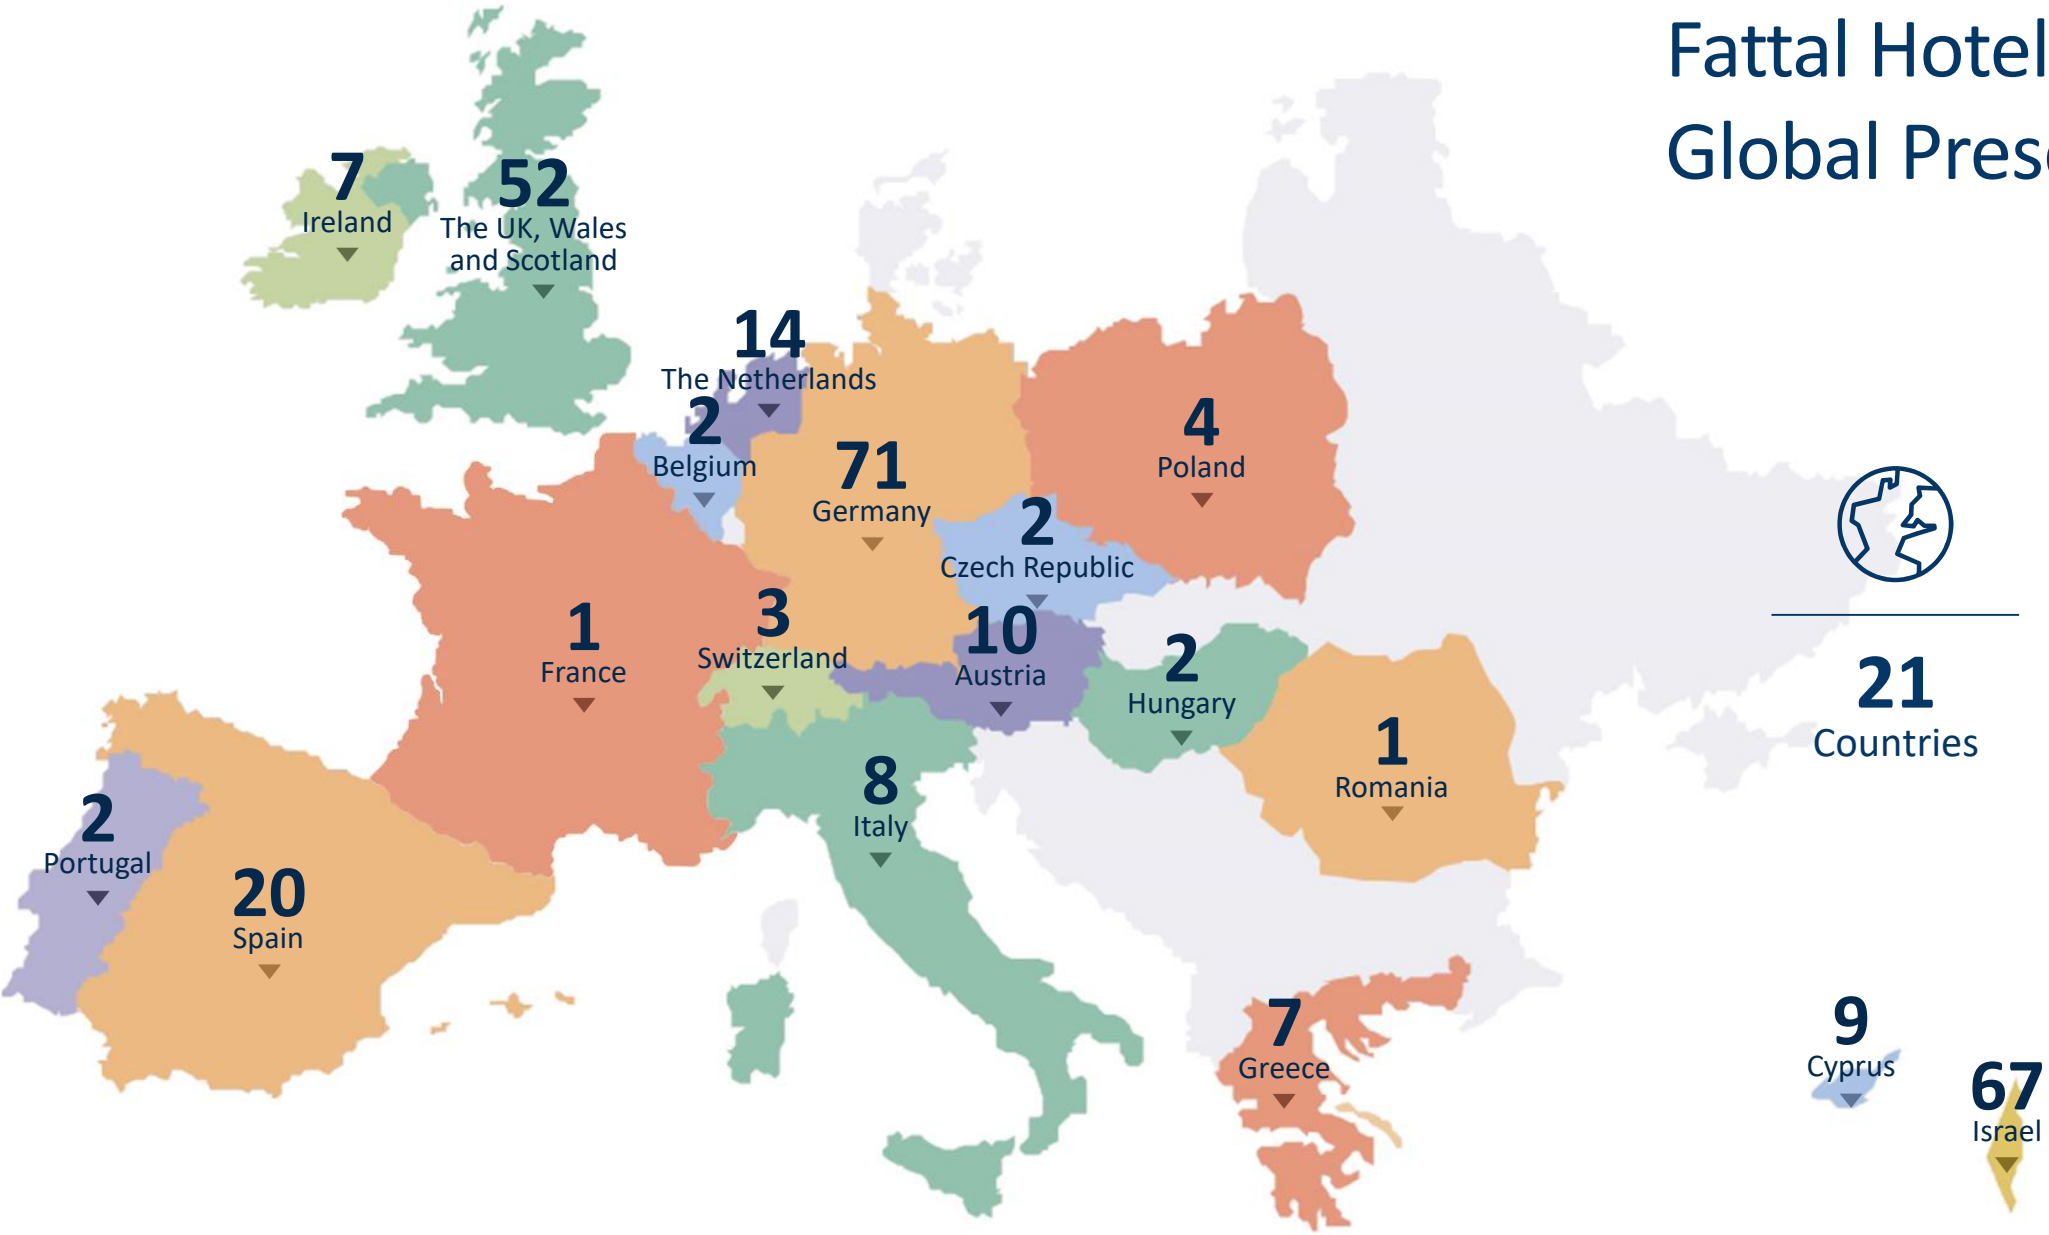 Fattal Hotel
Global Pres
7
Ireland
52
The UK, Wales
and Scotland
14
The Netherlands
2
Belgium
71
Germany
4
Poland
2
Czech Republic
1
France
3
Switzerland
10
Austria
2
Hungary
1
Romania
21
Countries
8
Italy
2
Portugal
20
Spain
7
Greece
9
Cyprus
67
Israel